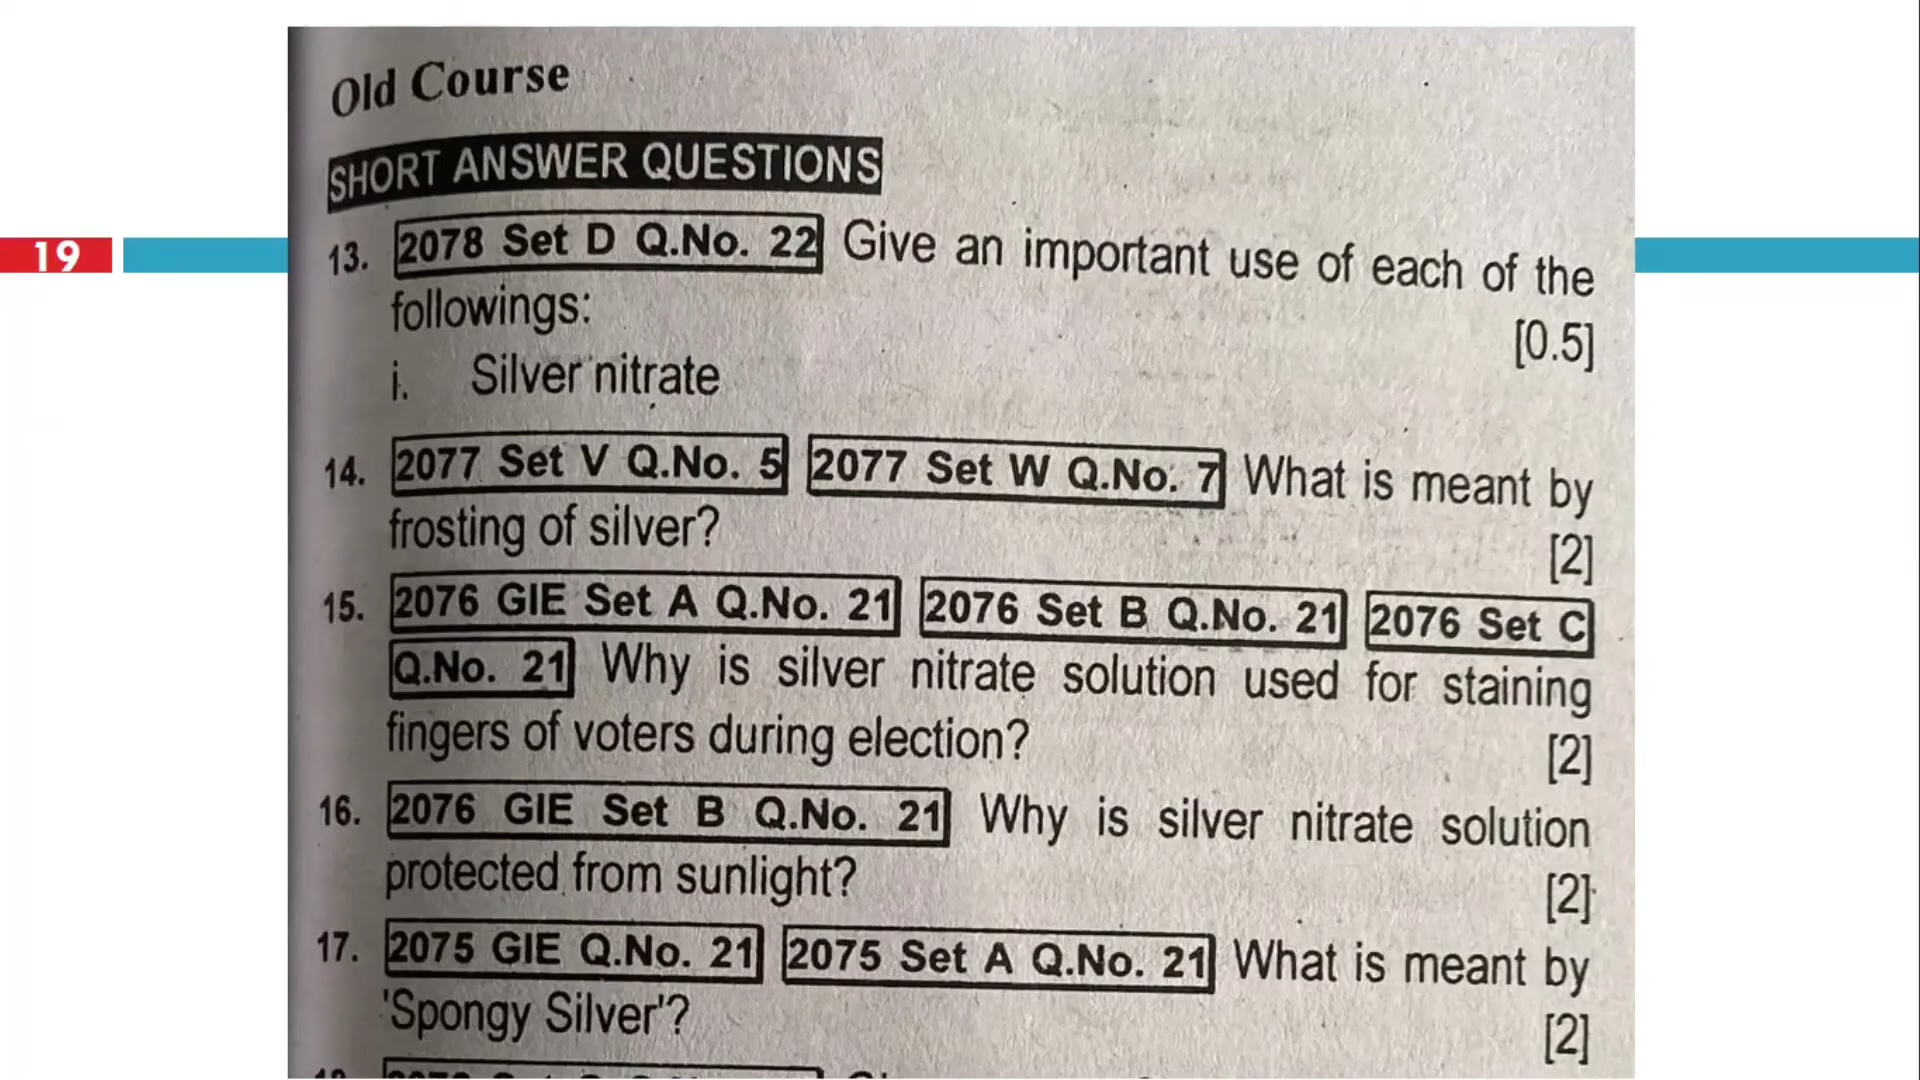 Old Course
SHORT ANSWER QUESTIONS
19
13. 2078 Set D Q.No. 22 Give an important use of each of the
followings: [0.5]
i. Silver nitrate
14. 2077 Set V Q.No. 5 2077 Set W Q.No. 7 What is meant by
frosting of silver? [2]
15. 2076 GIE Set A Q.No. 21 2076 Set B Q.No. 21 2076 Set C
Q.No. 21 Why is silver nitrate solution used for staining
fingers of voters during election? [2]
16. 2076 GIE Set B Q.No. 21 Why is silver nitrate solution
protected from sunlight? [2]
17. 2075 GIE Q.No. 21 2075 Set A Q.No. 21 What is meant by
'Spongy Silver'? [2]